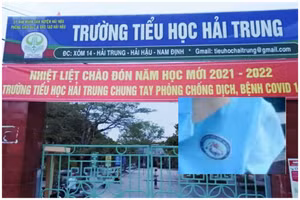 TRƯỜNG TIỂU HỌC HẢI TRUNG
ĐC: XÓM 14 - HẢI TRUNG - HẢI HẬU - NAM ĐỊNH | Gmail: tieuhochaitrung@gmail.com
NHIỆT LIỆT CHÀO ĐÓN NĂM HỌC MỚI 2021 - 2022
TRƯỜNG TIỂU HỌC HẢI TRUNG CHUNG TAY PHÒNG CHỐNG DỊCH, BỆNH COVID 1